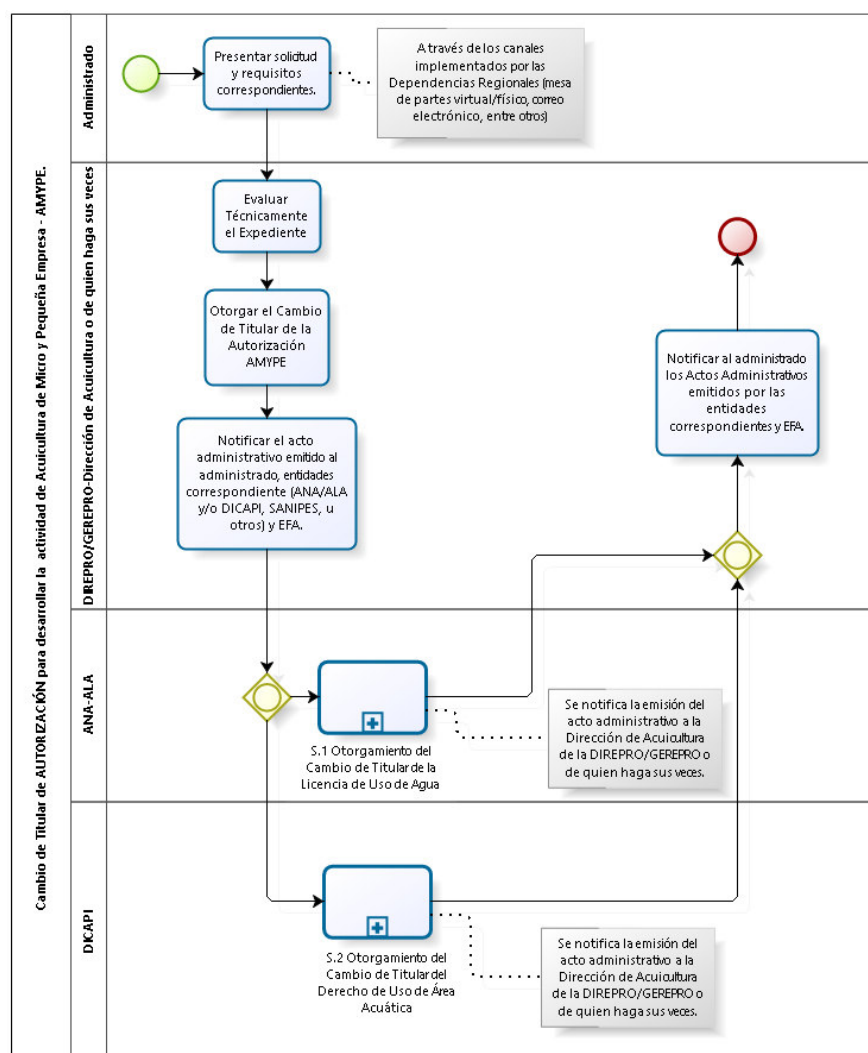 Cambio de Titular de AUTORIZACIÓN para desarrollar la actividad de Acuicultura de Micro y Pequeña Empresa - AMYPE.
Administrado
Presentar solicitud
y requisitos
correspondientes.
A través de los canales
implementados por las
Dependencias Regionales (mesa
de partes virtual/físico, correo
electrónico, entre otros)
DIREPRO/GEREPRO-Dirección de Acuicultura o de quien haga sus veces
Evaluar
Técnicamente
el Expediente
Otorgar el Cambio
de Titular de la
Autorización
AMYPE
Notificar el acto
administrativo emitido al
administrado, entidades
correspondiente (ANA/ALA
y/o DICAPI, SANIPES, u
otros) y EFA.
Notificar al administrado
los Actos Administrativos
emitidos por las
entidades
correspondientes y EFA.
ANA-ALA
S.1 Otorgamiento del
Cambio de Titular de la
Licencia de Uso de Agua
Se notifica la emisión del
acto administrativo a la
Dirección de Acuicultura
de la DIREPRO/GEREPRO o
de quien haga sus veces.
DICAPI
S.2 Otorgamiento del
Cambio de Titular del
Derecho de Uso de Área
Acuática
Se notifica la emisión del
acto administrativo a la
Dirección de Acuicultura
de la DIREPRO/GEREPRO o
de quien haga sus veces.